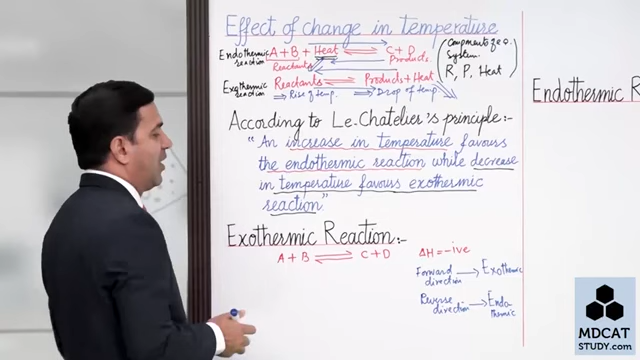 Effect of change in temperature
Endothermic reaction
A + B + Heat ⇌ C + D
Reactants Products
(Components of eq. System. R, P, Heat)
Exothermic reaction
Reactants ⇌ Products + Heat
⇒ Rise of temp. ⇒ Drop of temp
According to Le. Chatelier's principle:-
"An increase in temperature favours
the endothermic reaction while decrease
in temperature favours exothermic
reaction"
Exothermic Reaction:-
A + B ⇌ C + D
ΔH = -ive
Forward direction → Exothermic
Reverse direction → Endothermic
Endothermic R
MDCAT
STUDY.com